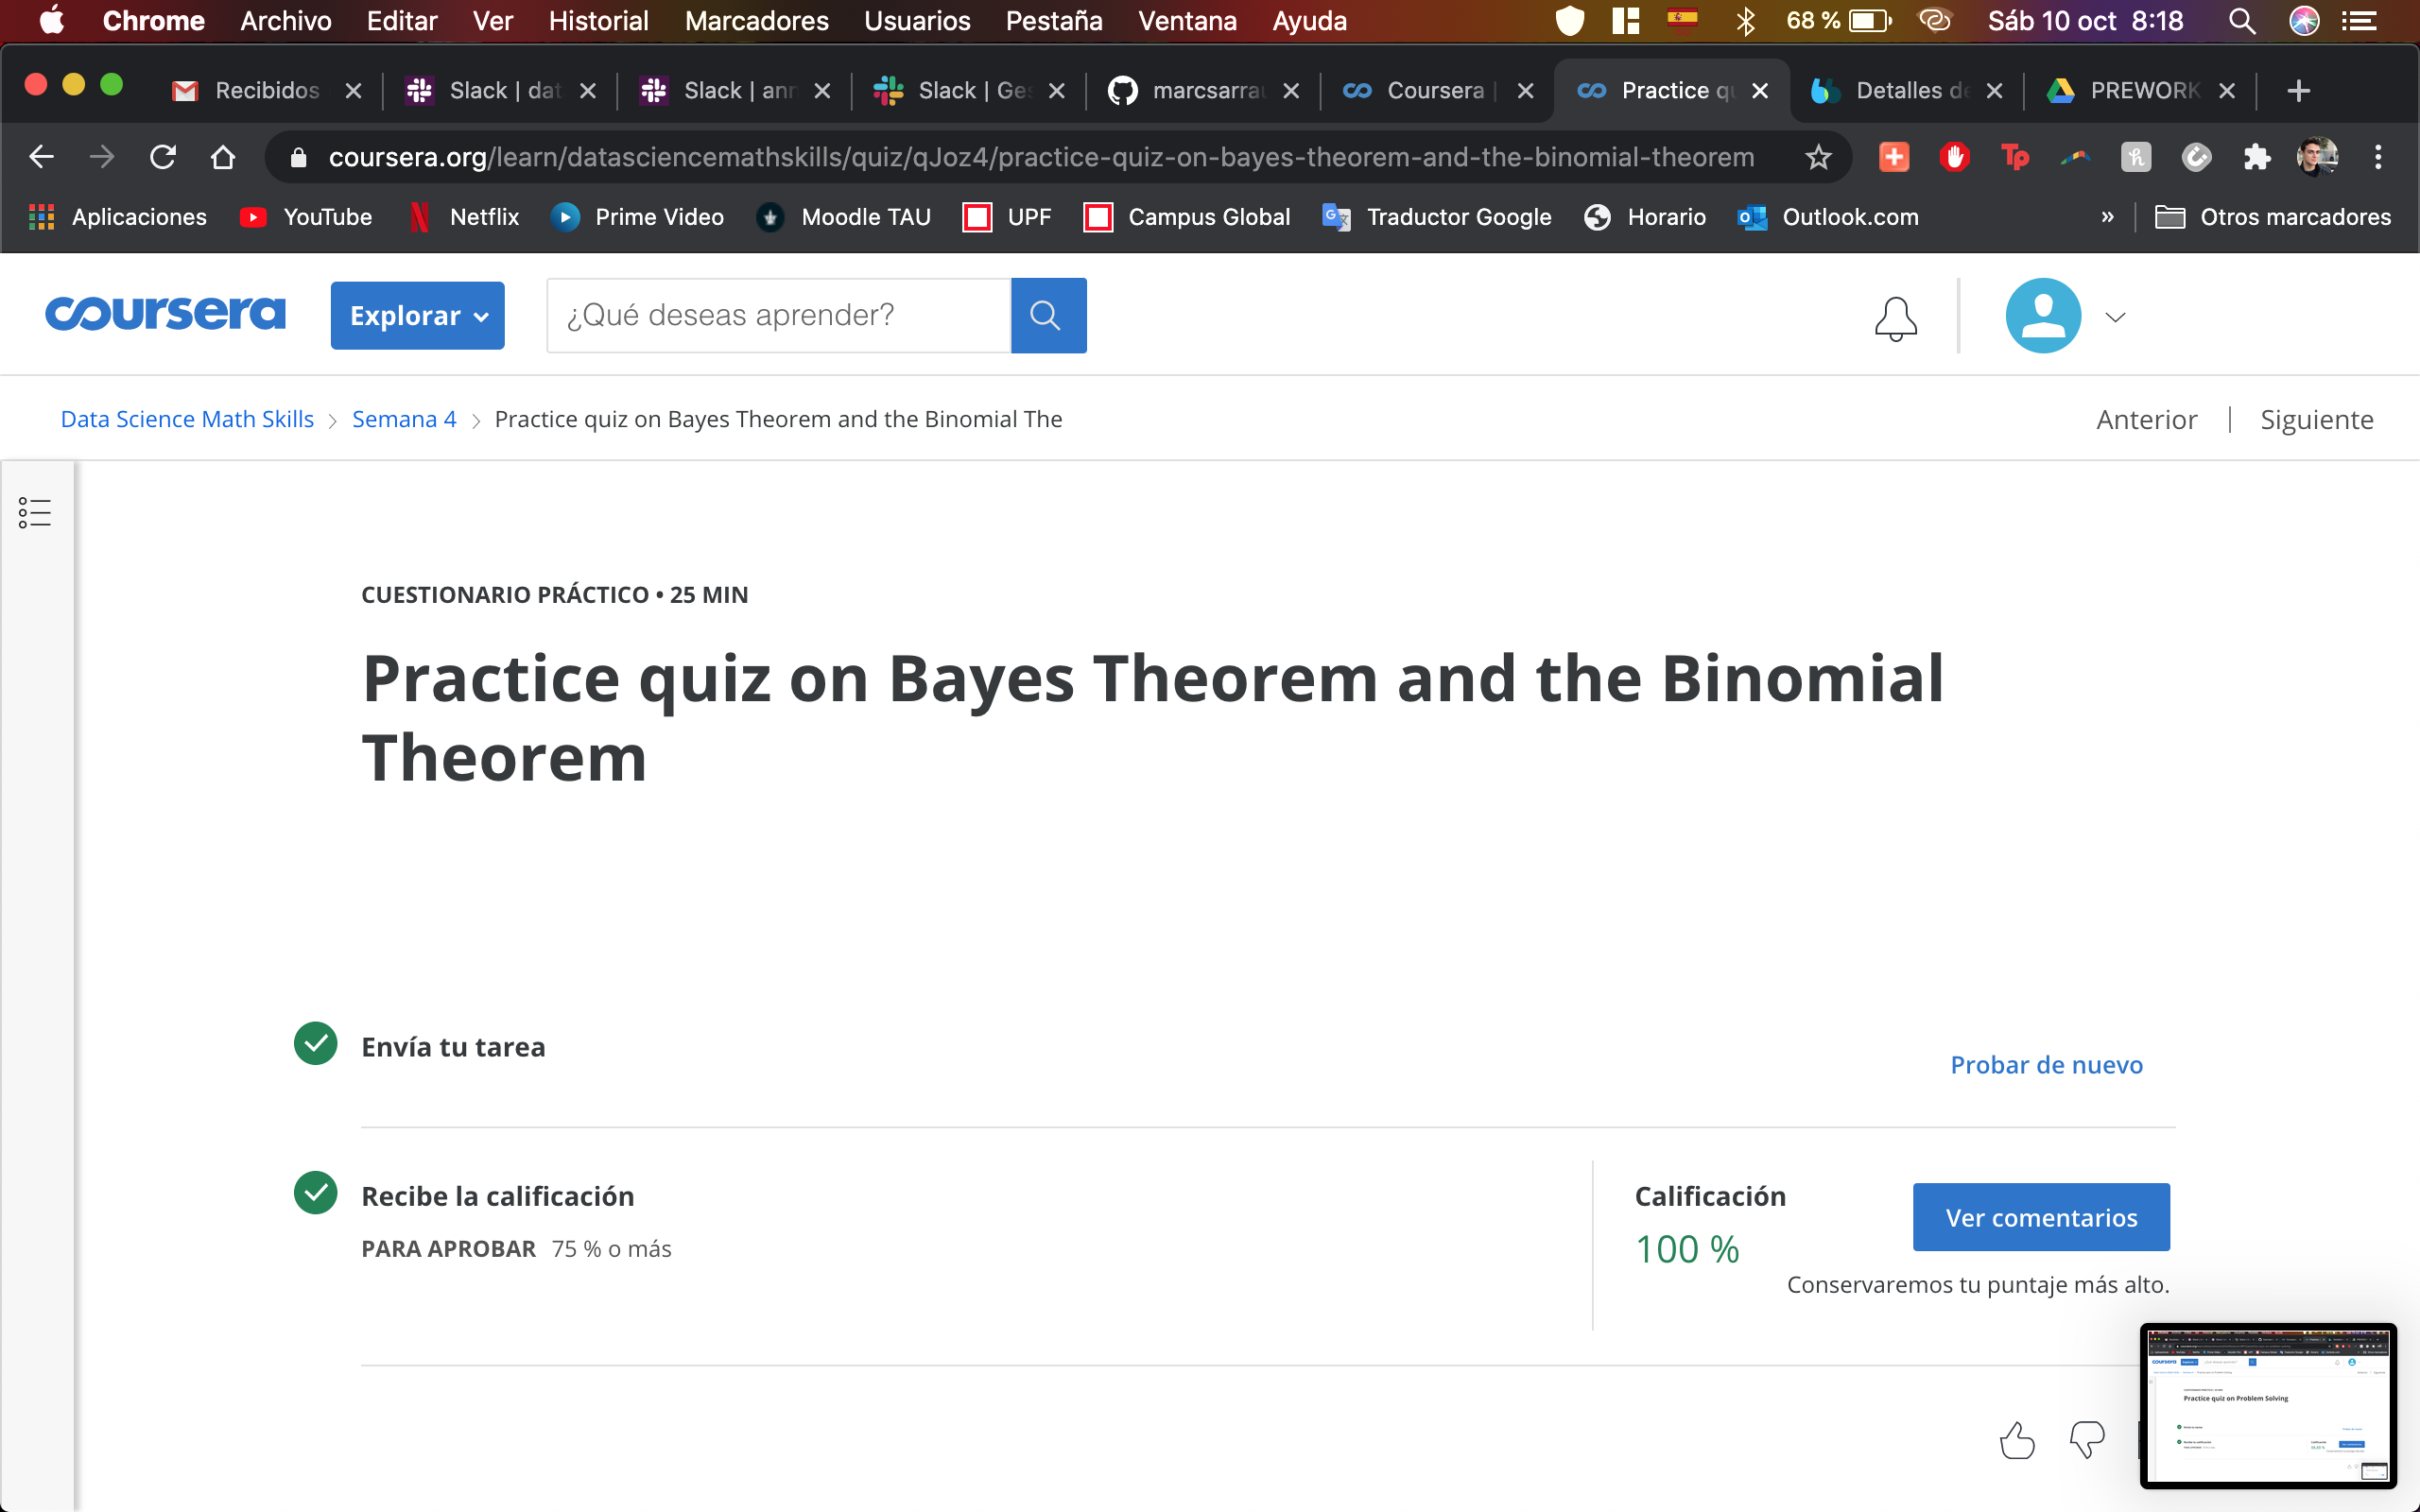 Chrome Archivo Editar Ver Historial Marcadores Usuarios Pestaña Ventana Ayuda 68 % Sáb 10 oct 8:18
Recibidos Slack | dat Slack | ann Slack | Ges marcsarrau Coursera | Practice qu Detalles de PREWORK
coursera.org/learn/datasciencemathskills/quiz/qJoz4/practice-quiz-on-bayes-theorem-and-the-binomial-theorem
Aplicaciones YouTube Netflix Prime Video Moodle TAU UPF Campus Global Traductor Google Horario Outlook.com » Otros marcadores
coursera Explorar ¿Qué deseas aprender?
Data Science Math Skills > Semana 4 > Practice quiz on Bayes Theorem and the Binomial The Anterior | Siguiente
CUESTIONARIO PRÁCTICO • 25 MIN
Practice quiz on Bayes Theorem and the Binomial
Theorem
Envía tu tarea
Probar de nuevo
Recibe la calificación
PARA APROBAR 75 % o más
Calificación
100 %
Ver comentarios
Conservaremos tu puntaje más alto.
coursera
Practice quiz on Problem Solving